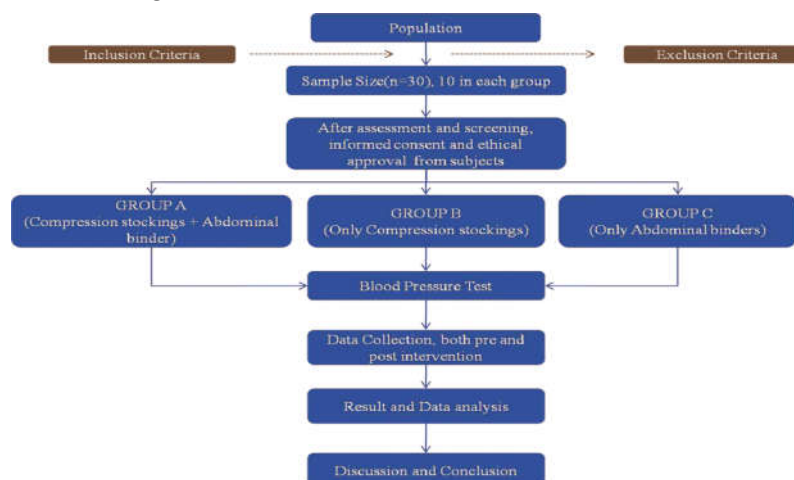 Population
Inclusion Criteria
Exclusion Criteria
Sample Size(n=30), 10 in each group
After assessment and screening,
informed consent and ethical
approval from subjects
GROUP A
(Compression stockings + Abdominal
binder)
GROUP B
(Only Compression stockings)
GROUP C
(Only Abdominal binders)
Blood Pressure Test
Data Collection, both pre and
post intervention
Result and Data analysis
Discussion and Conclusion